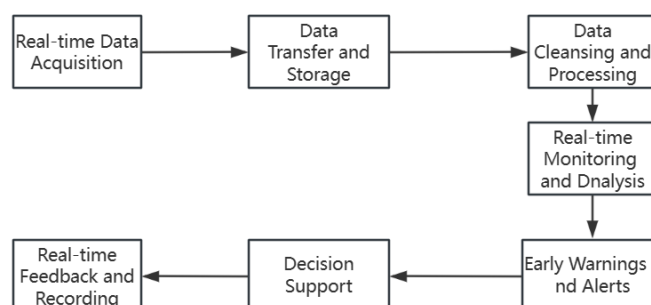 Real-time Data
Acquisition
Data
Transfer and
Storage
Data
Cleansing and
Processing
Real-time
Monitoring
and Dnalysis
Early Warnings
nd Alerts
Decision
Support
Real-time
Feedback and
Recording